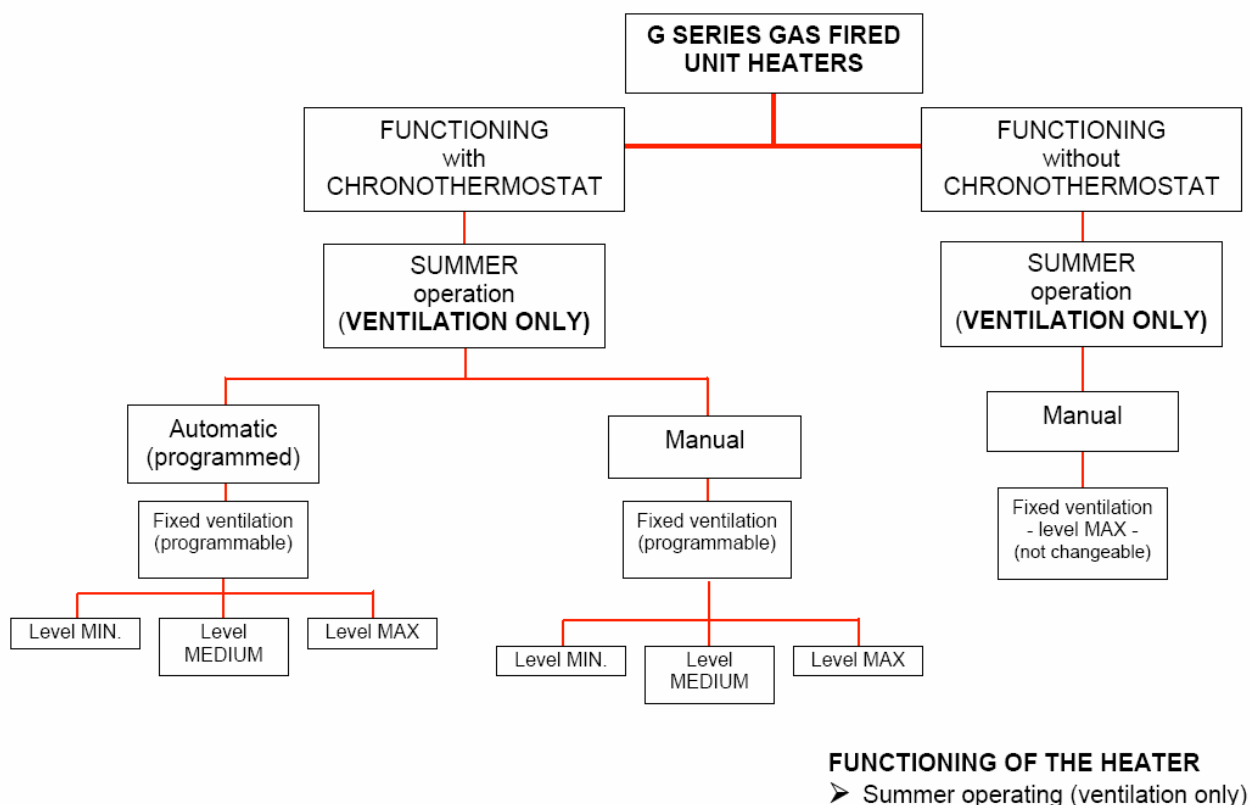 G SERIES GAS FIRED
UNIT HEATERS
FUNCTIONING
with
CHRONOTHERMOSTAT
FUNCTIONING
without
CHRONOTHERMOSTAT
SUMMER
operation
(VENTILATION ONLY)
SUMMER
operation
(VENTILATION ONLY)
Automatic
(programmed)
Manual
Manual
Fixed ventilation
(programmable)
Fixed ventilation
(programmable)
Fixed ventilation
- level MAX -
(not changeable)
Level MIN.
Level
MEDIUM
Level MAX
Level MIN.
Level
MEDIUM
Level MAX
FUNCTIONING OF THE HEATER
➢ Summer operating (ventilation only)